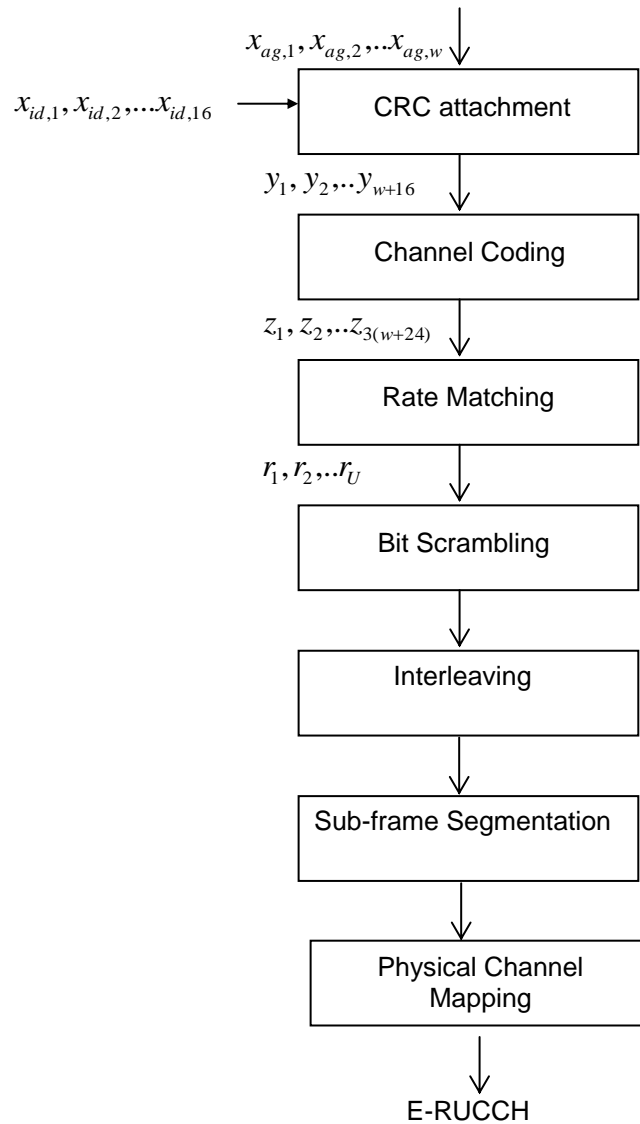 x_{ag,1}, x_{ag,2},..x_{ag,w}
x_{id,1}, x_{id,2},...x_{id,16}
CRC attachment
y_1, y_2,..y_{w+16}
Channel Coding
z_1, z_2,..z_{3(w+24)}
Rate Matching
r_1, r_2,..r_U
Bit Scrambling
Interleaving
Sub-frame Segmentation
Physical Channel
Mapping
E-RUCCH